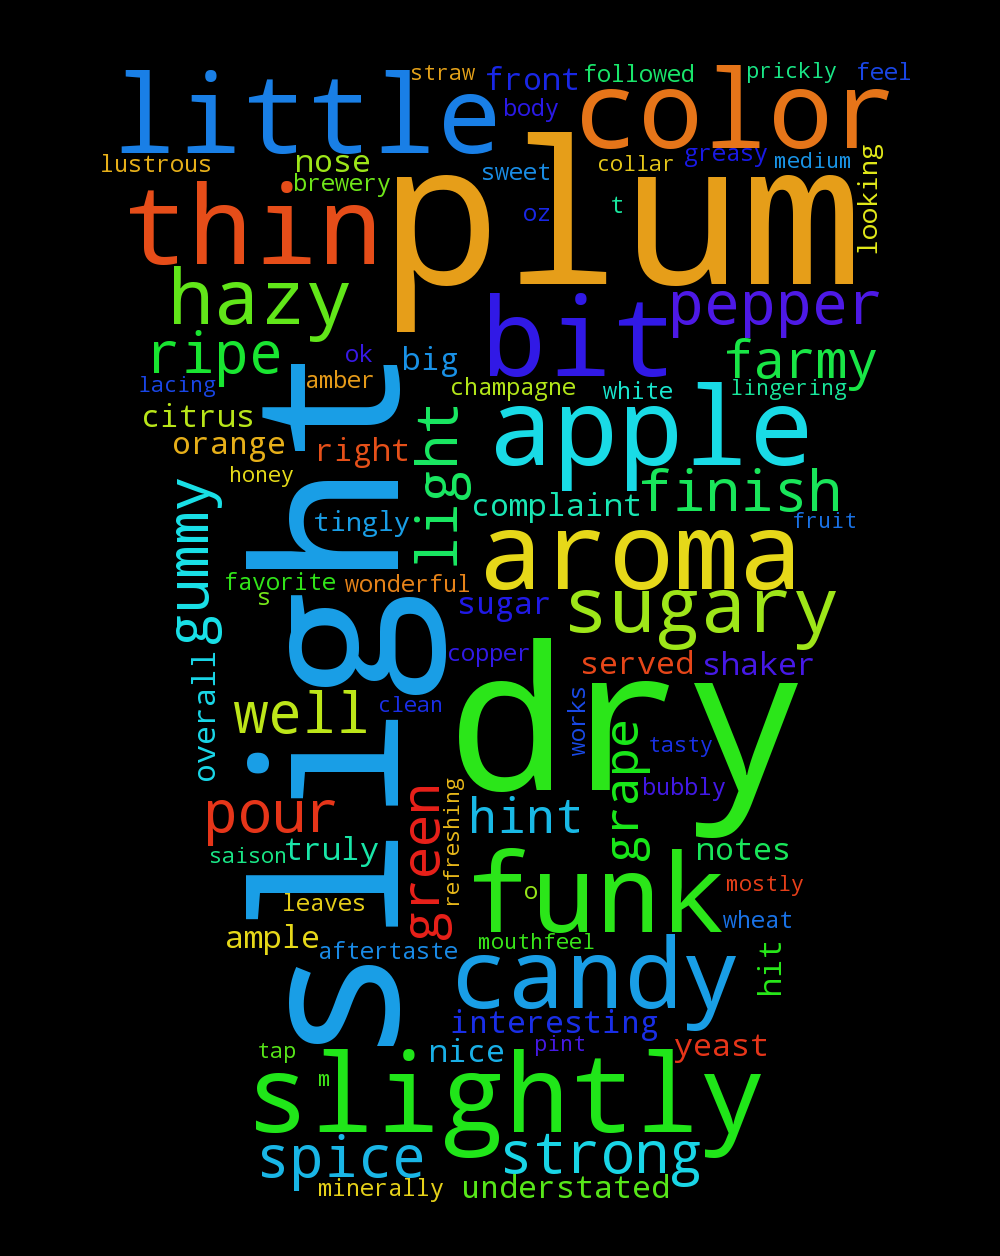 straw
prickly
feel
little
front
followed
color
body
lustrous
nose
sweet
collar
greasy
medium
looking
brewery
thin
plum
oz
t
hazy
bit
pepper
ripe
ok
big
farmy
lacing
amber
champagne
white
lingering
citrus
light
apple
orange
right
honey
finish
complaint
tingly
fruit
gummy
aroma
favorite
wonderful
s
sugar
sugary
slight
copper
served
shaker
overall
well
clean
dry
works
tasty
grape
bubbly
pour
green
refreshing
hint
saison
truly
notes
leaves
o
funk
mostly
wheat
ample
aftertaste
mouthfeel
candy
hit
interesting
tap
nice
pint
yeast
m
slightly
spice
strong
minerally
understated